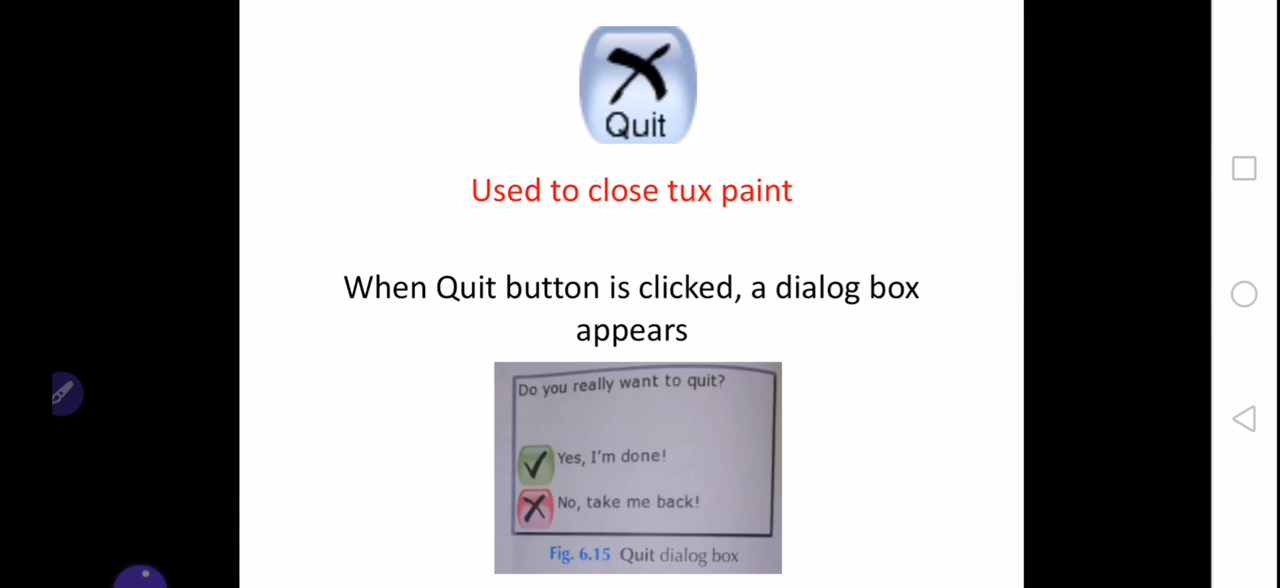 Quit
Used to close tux paint
When Quit button is clicked, a dialog box
appears
Do you really want to quit?
Yes, I'm done!
No, take me back!
Fig. 6.15 Quit dialog box